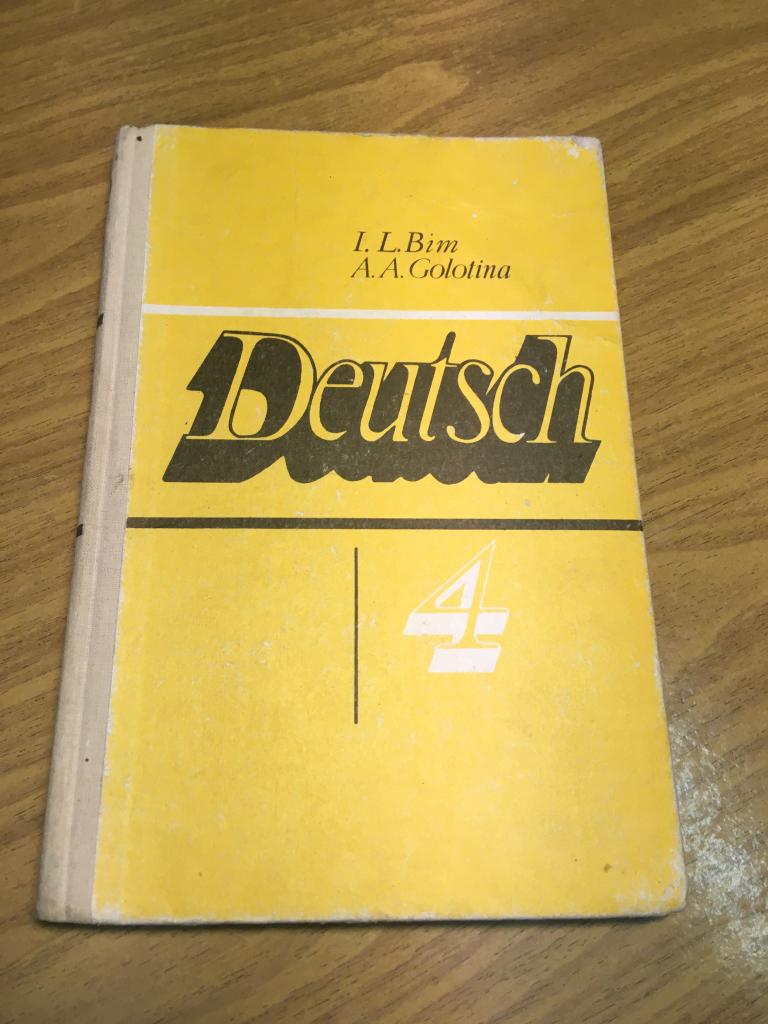 I. L. Bim
A. A. Golotina
Deutsch
4